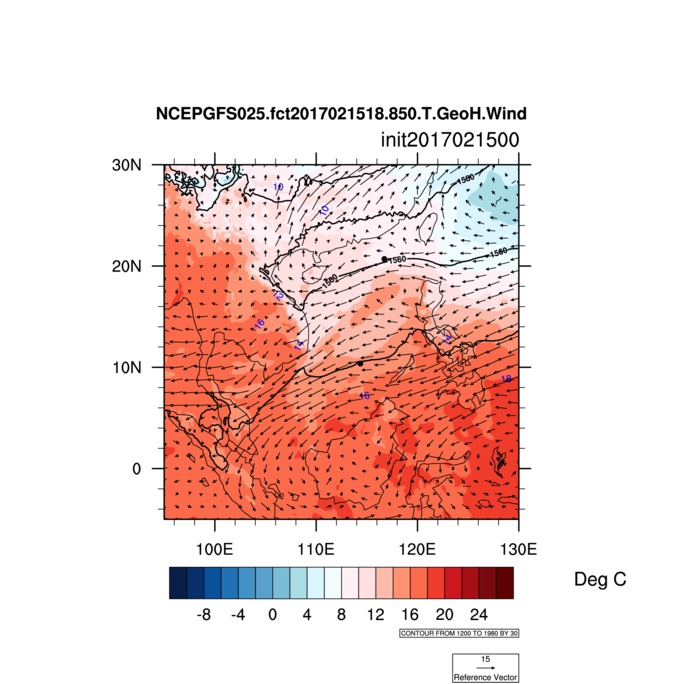 NCEPGFS025.fct2017021518.850.T.GeoH.Wind
init2017021500
30N
20N
10N
0
100E
110E
120E
130E
10
10
1560
1560
1560
1560
12
16
14
14
16
18
-8
-4
0
4
8
12
16
20
24
Deg C
CONTOUR FROM 1200 TO 1980 BY 30
15
Reference Vector